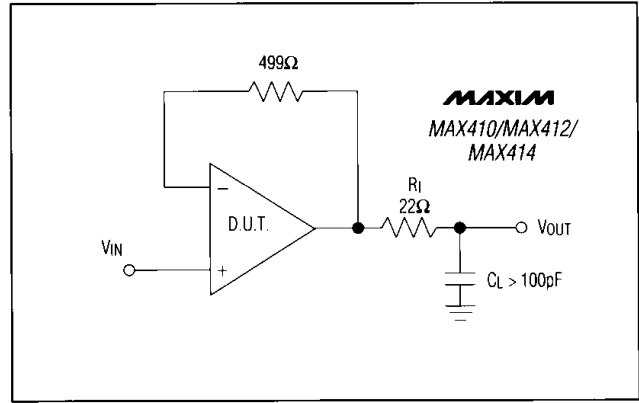 499Ω
MAXIM
MAX410/MAX412/
MAX414
−
D.U.T.
+
VIN
RI
22Ω
VOUT
CL > 100pF